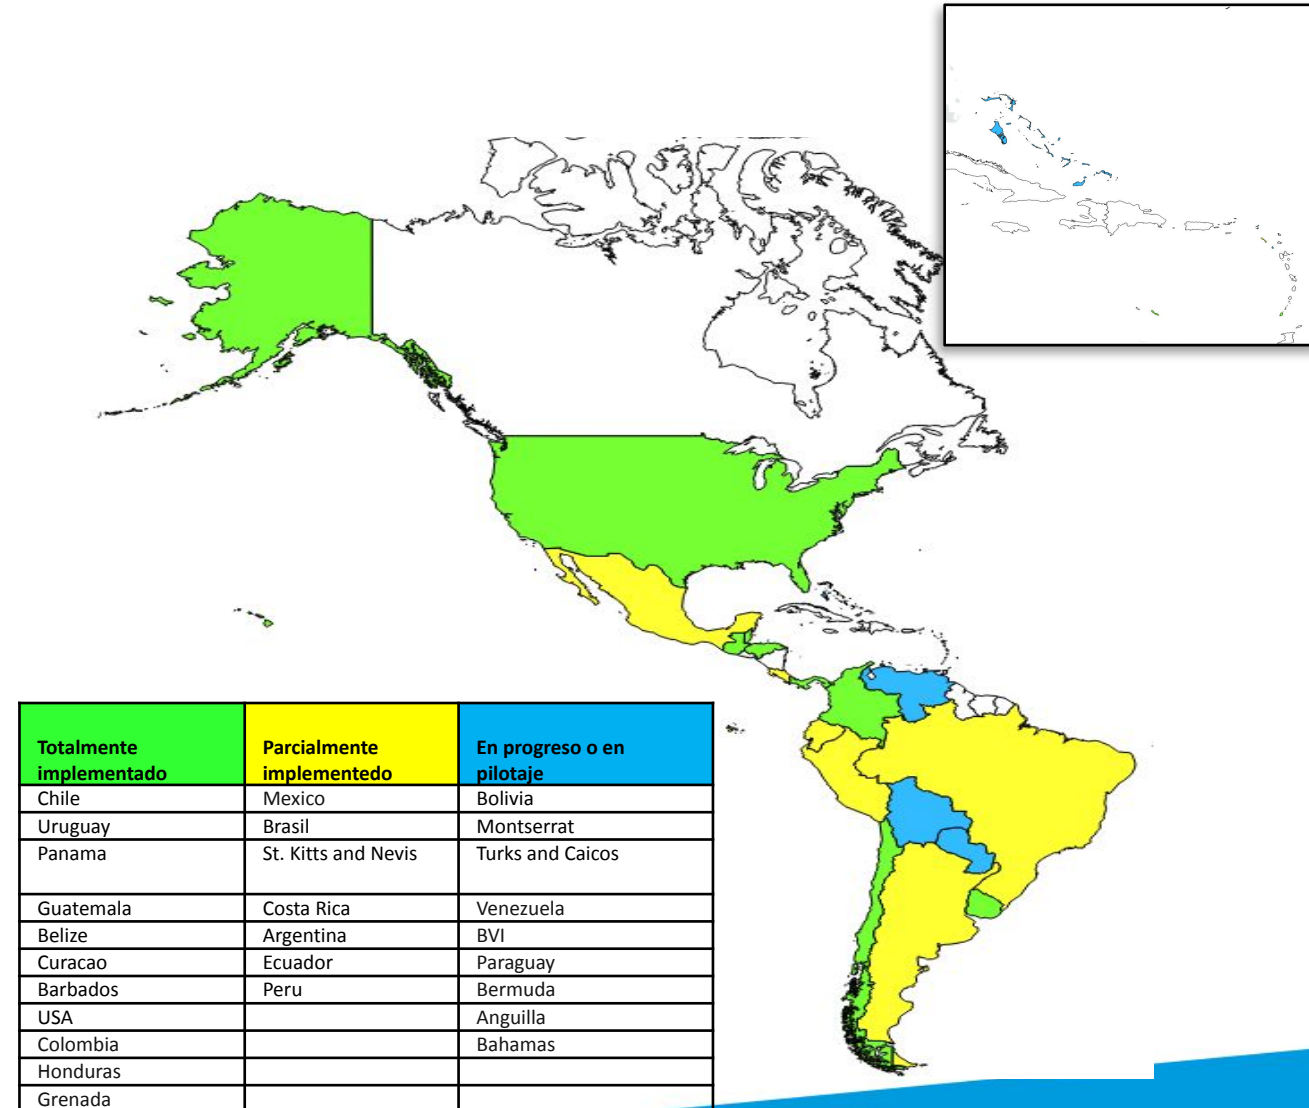 Totalmente implementado
Parcialmente implementedo
En progreso o en pilotaje
Chile
Mexico
Bolivia
Uruguay
Brasil
Montserrat
Panama
St. Kitts and Nevis
Turks and Caicos
Guatemala
Costa Rica
Venezuela
Belize
Argentina
BVI
Curacao
Ecuador
Paraguay
Barbados
Peru
Bermuda
USA
Anguilla
Colombia
Bahamas
Honduras
Grenada